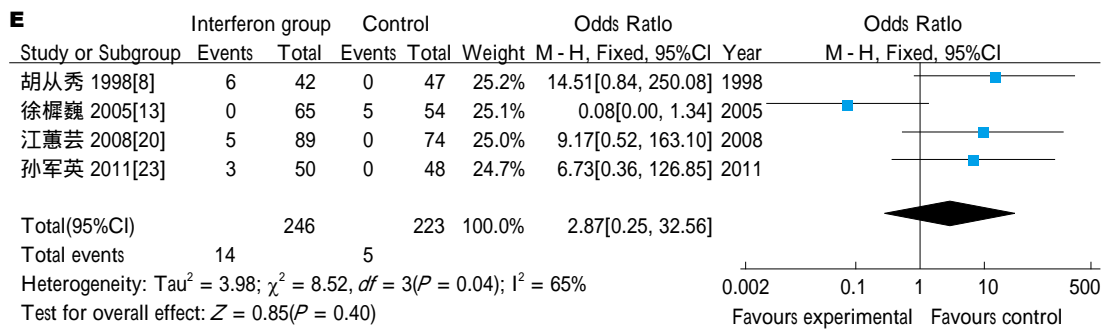 E
Interferon group Control Odds Ratlo Odds Ratlo
Study or Subgroup Events Total Events Total Weight M - H, Fixed, 95%CI Year M - H, Fixed, 95%CI
胡从秀 1998[8] 6 42 0 47 25.2% 14.51[0.84, 250.08] 1998
徐樨巍 2005[13] 0 65 5 54 25.1% 0.08[0.00, 1.34] 2005
江蕙芸 2008[20] 5 89 0 74 25.0% 9.17[0.52, 163.10] 2008
孙军英 2011[23] 3 50 0 48 24.7% 6.73[0.36, 126.85] 2011
Total(95%CI) 246 223 100.0% 2.87[0.25, 32.56]
Total events 14 5
Heterogeneity: Tau² = 3.98; χ² = 8.52, df = 3(P = 0.04); I² = 65%
Test for overall effect: Z = 0.85(P = 0.40)
0.002 0.1 1 10 500
Favours experimental Favours control